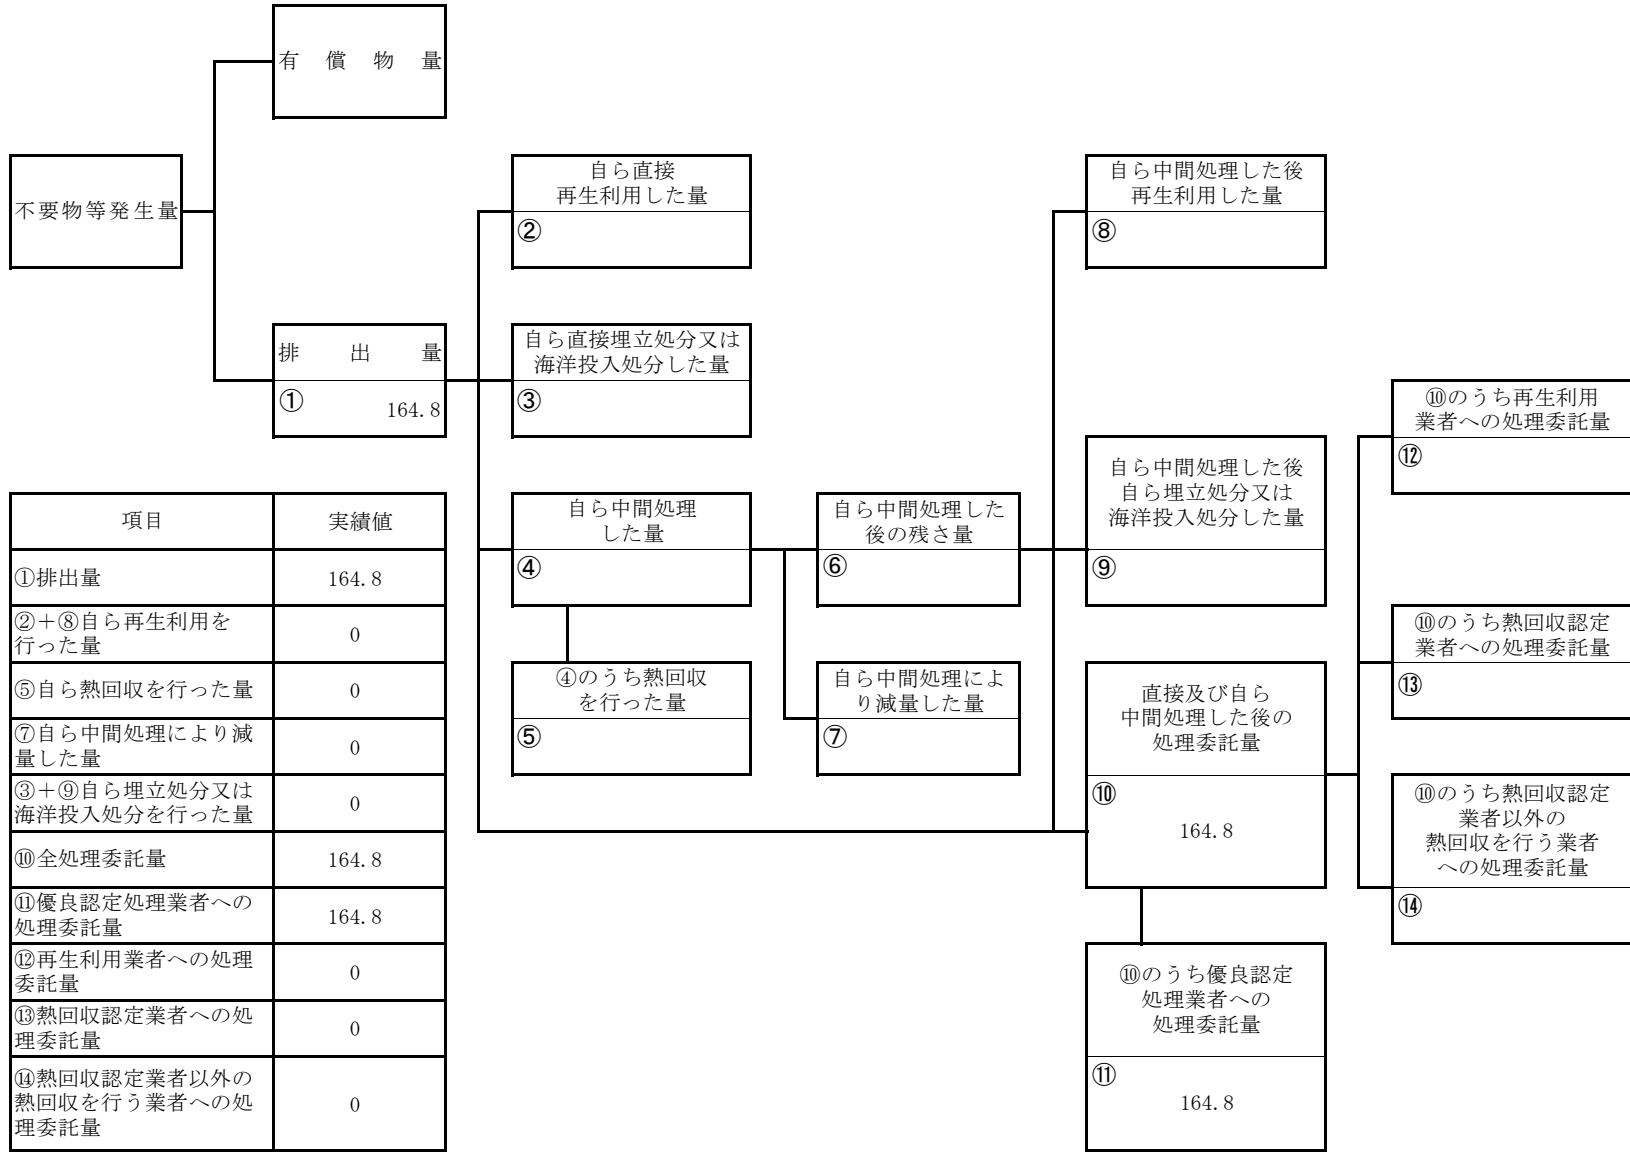 有償物量
不要物等発生量
排出量
①
164.8
自ら直接
再生利用した量
②
自ら直接埋立処分又は
海洋投入処分した量
③
自ら中間処理
した量
④
④のうち熱回収
を行った量
⑤
自ら中間処理した
後の残さ量
⑥
自ら中間処理によ
り減量した量
⑦
自ら中間処理した後
再生利用した量
⑧
自ら中間処理した後
自ら埋立処分又は
海洋投入処分した量
⑨
直接及び自ら
中間処理した後の
処理委託量
⑩
164.8
⑩のうち優良認定
処理業者への
処理委託量
⑪
164.8
⑩のうち再生利用
業者への処理委託量
⑫
⑩のうち熱回収認定
業者への処理委託量
⑬
⑩のうち熱回収認定
業者以外の
熱回収を行う業者
への処理委託量
⑭
項目 実績値
①排出量 164.8
②＋⑧自ら再生利用を
行った量 0
⑤自ら熱回収を行った量 0
⑦自ら中間処理により減
量した量 0
③＋⑨自ら埋立処分又は
海洋投入処分を行った量 0
⑩全処理委託量 164.8
⑪優良認定処理業者への
処理委託量 164.8
⑫再生利用業者への処理
委託量 0
⑬熱回収認定業者への処
理委託量 0
⑭熱回収認定業者以外の
熱回収を行う業者への処
理委託量 0